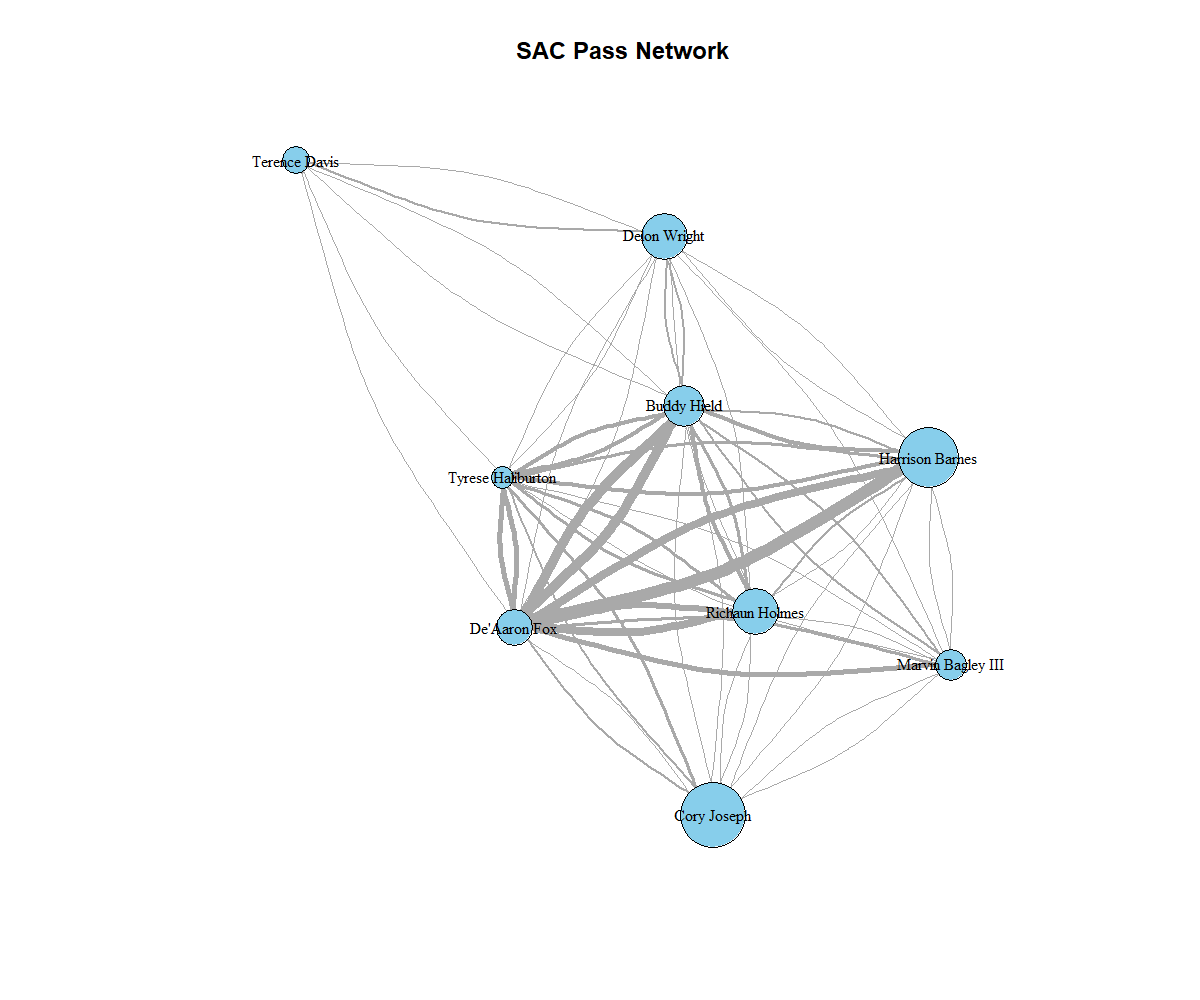 SAC Pass Network
Terence Davis
Delon Wright
Buddy Hield
Harrison Barnes
Tyrese Haliburton
Richaun Holmes
De'Aaron Fox
Marvin Bagley III
Cory Joseph